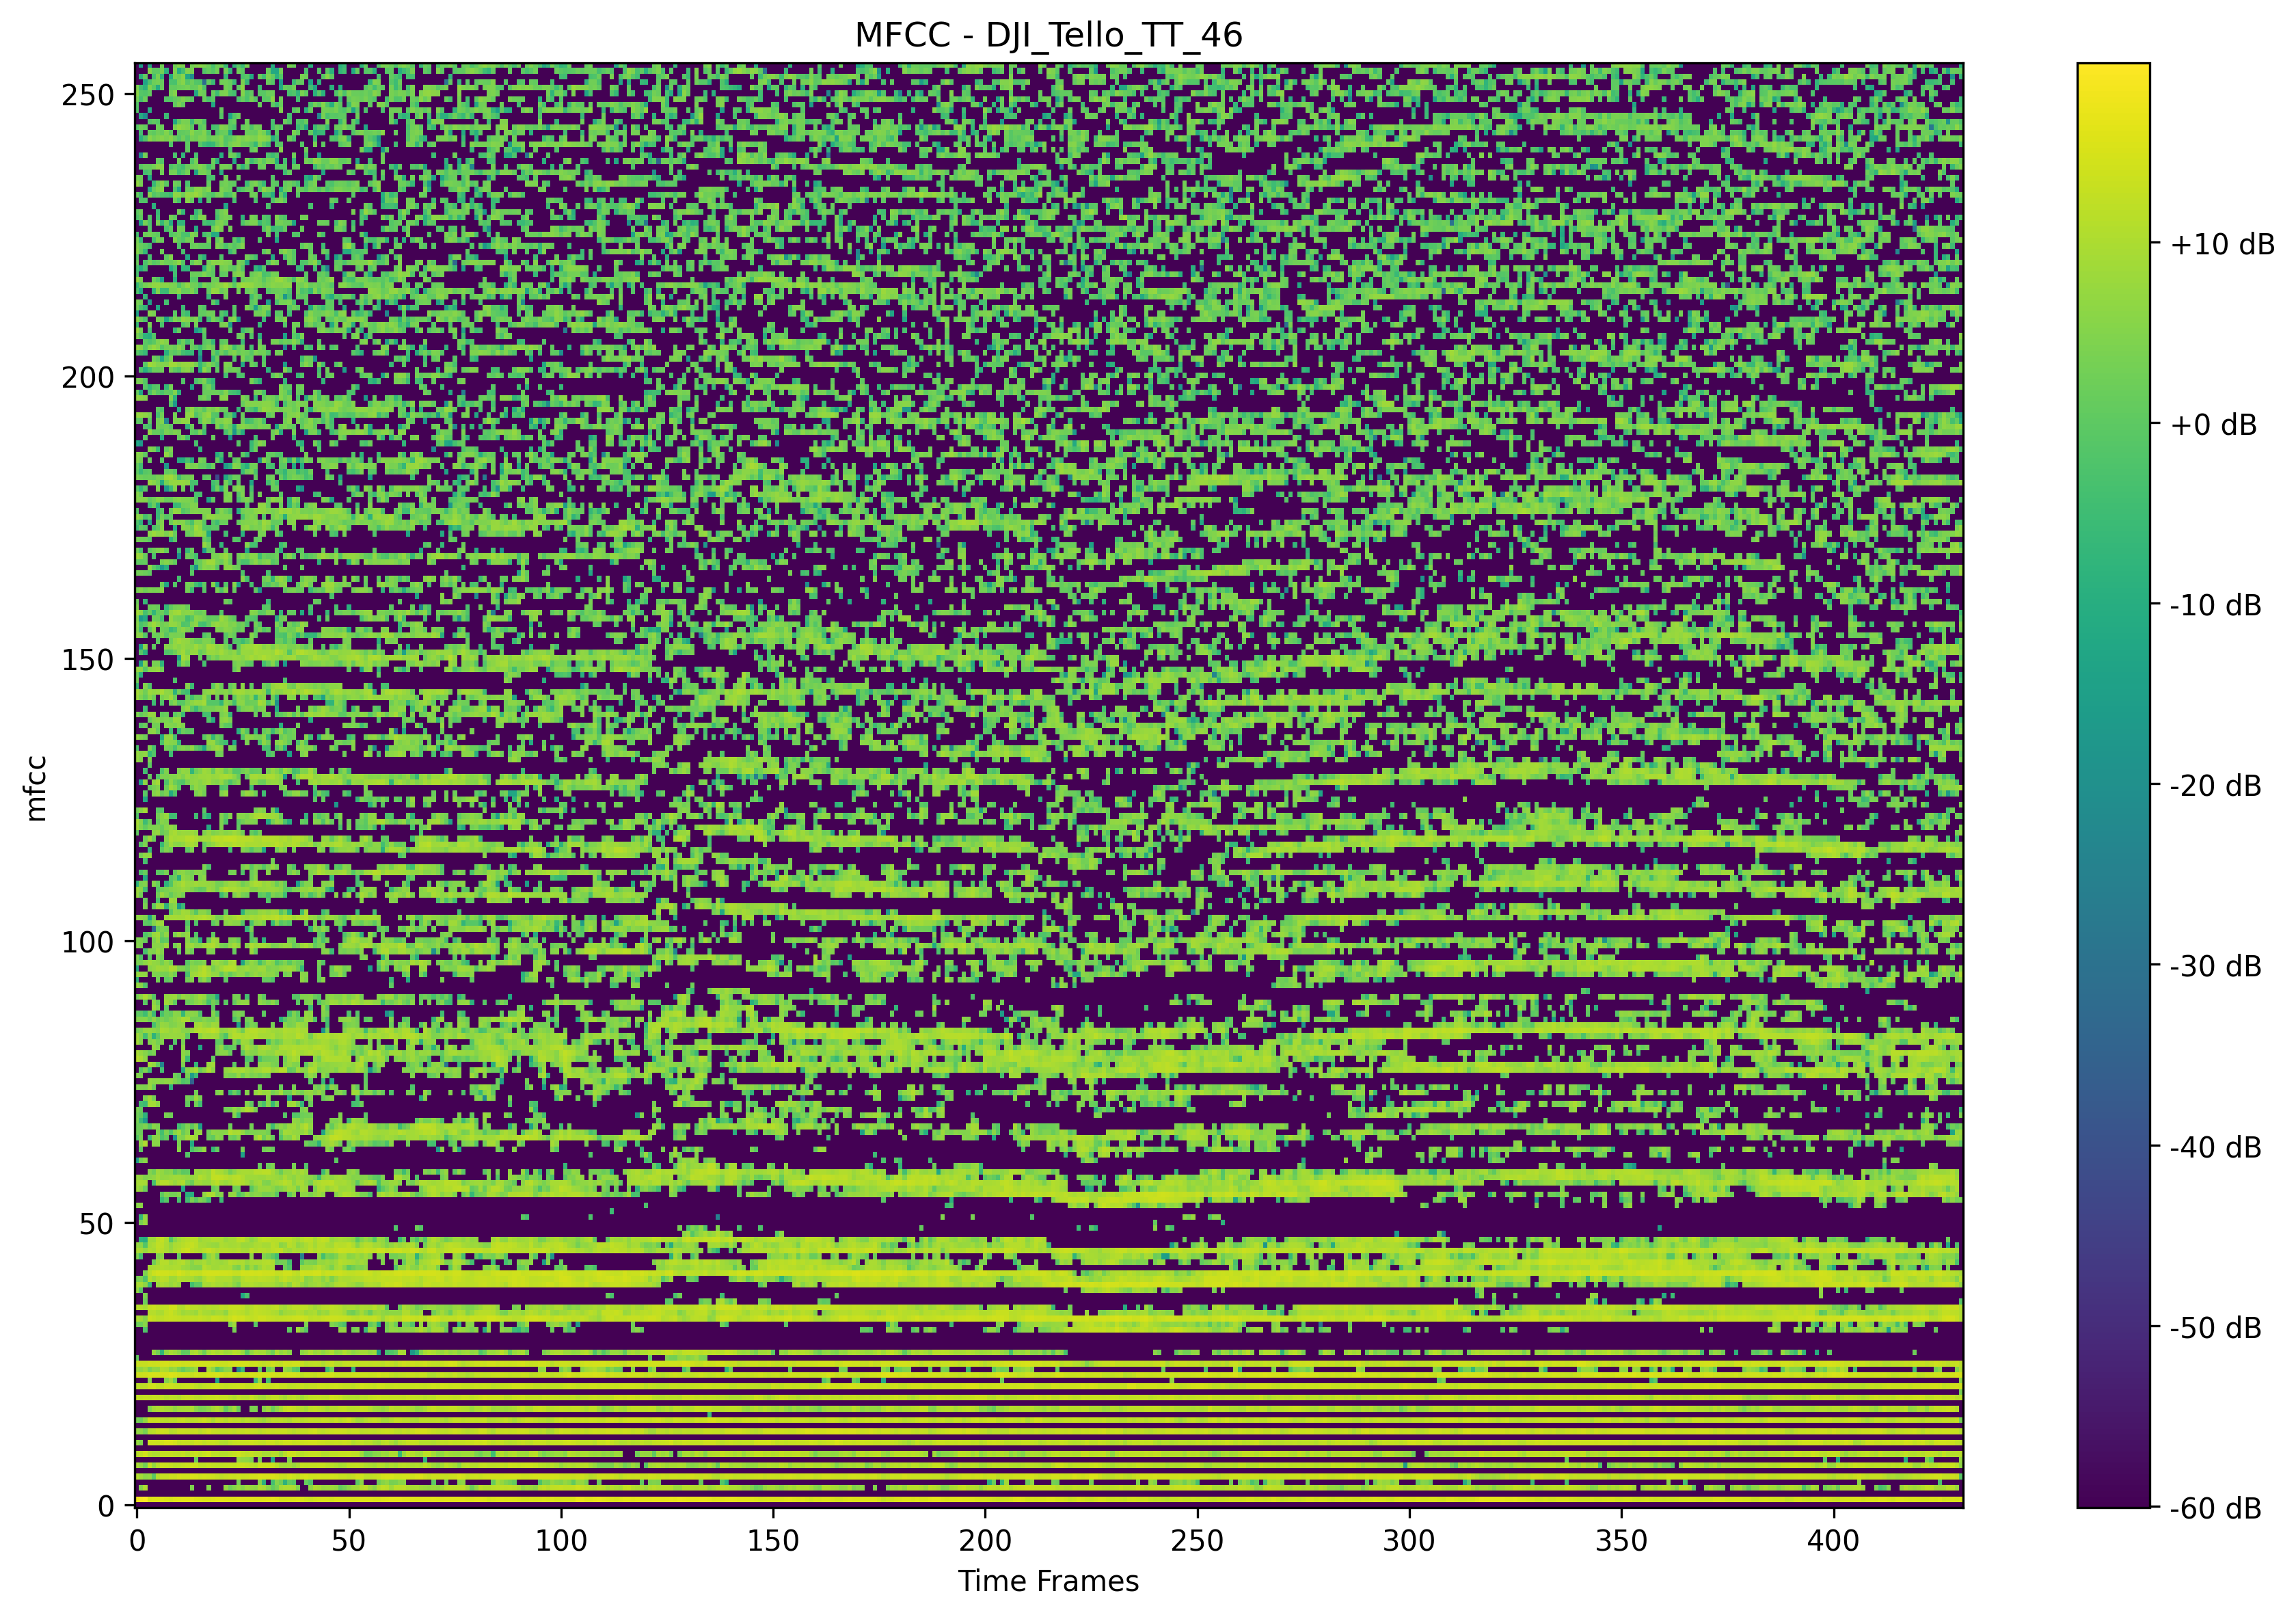 MFCC - DJI_Tello_TT_46
250
200
150
100
50
0
mfcc
0 50 100 150 200 250 300 350 400
Time Frames
+10 dB
+0 dB
-10 dB
-20 dB
-30 dB
-40 dB
-50 dB
-60 dB